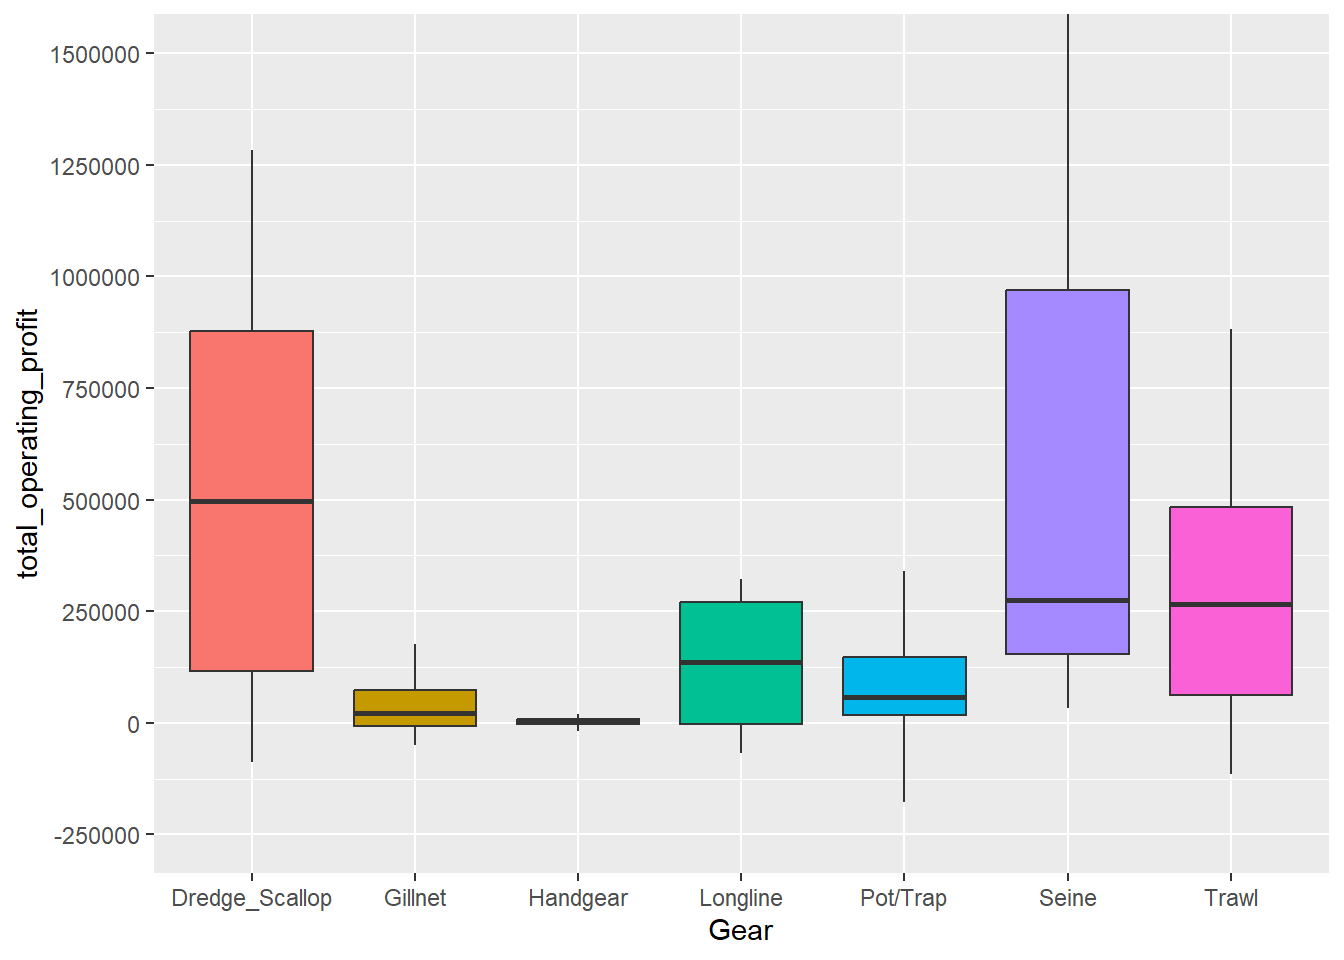 total_operating_profit
1500000
1250000
1000000
750000
500000
250000
0
-250000
Dredge_Scallop Gillnet Handgear Longline Pot/Trap Seine Trawl
Gear